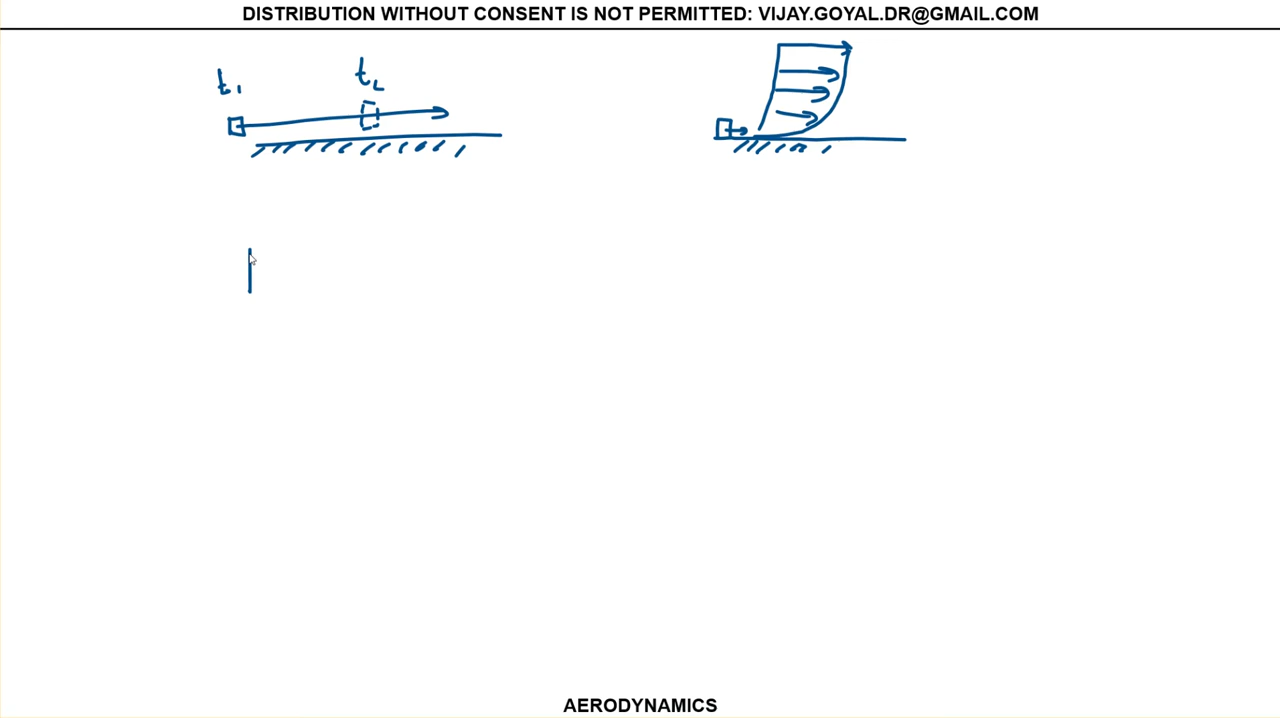 DISTRIBUTION WITHOUT CONSENT IS NOT PERMITTED: VIJAY.GOYAL.DR@GMAIL.COM
t₁ t₂
AERODYNAMICS